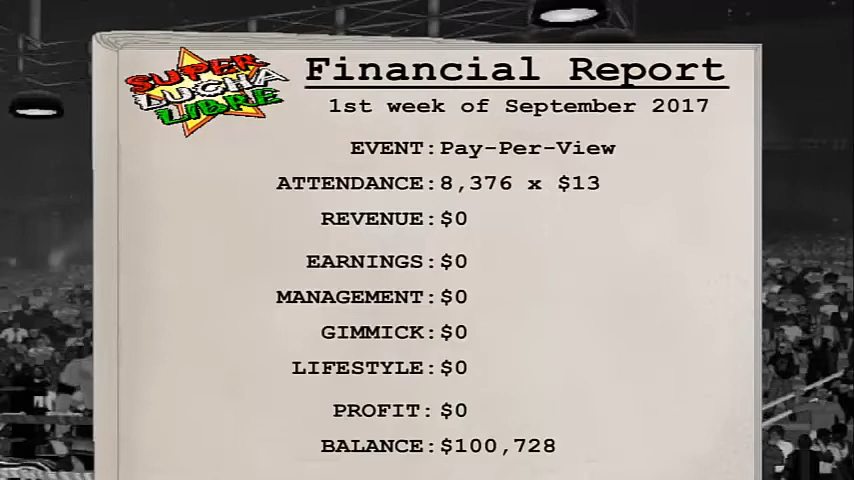 SUPER
LUCHA
LIBRE
Financial Report
1st week of September 2017
EVENT: Pay-Per-View
ATTENDANCE: 8,376 x $13
REVENUE: $0
EARNINGS: $0
MANAGEMENT: $0
GIMMICK: $0
LIFESTYLE: $0
PROFIT: $0
BALANCE: $100,728